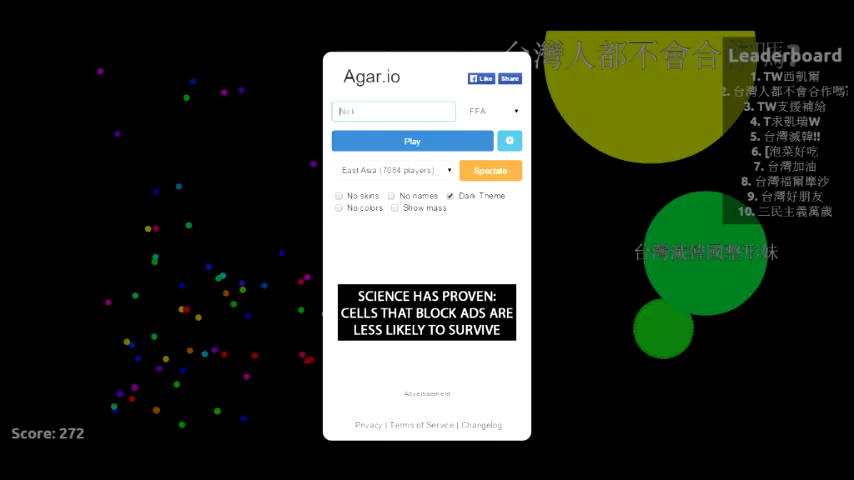 台灣人都不會合作嗎?
Leaderboard
1. TW西凱爾
2. 台灣人都不會合作嗎?
3. TW支援補給
4. T求凱瑞W
5. 台灣滅韓!!
6. [泡菜好吃
7. 台灣加油
8. 台灣福爾摩沙
9. 台灣好朋友
10. 三民主義萬歲
台灣滅韓國整形妹
Agar.io
Like
Share
Nick
FFA
Play
East Asia (7084 players)
Spectate
No skins
No names
Dark Theme
No colors
Show mass
SCIENCE HAS PROVEN:
CELLS THAT BLOCK ADS ARE
LESS LIKELY TO SURVIVE
Advertisement
Privacy | Terms of Service | Changelog
Score: 272